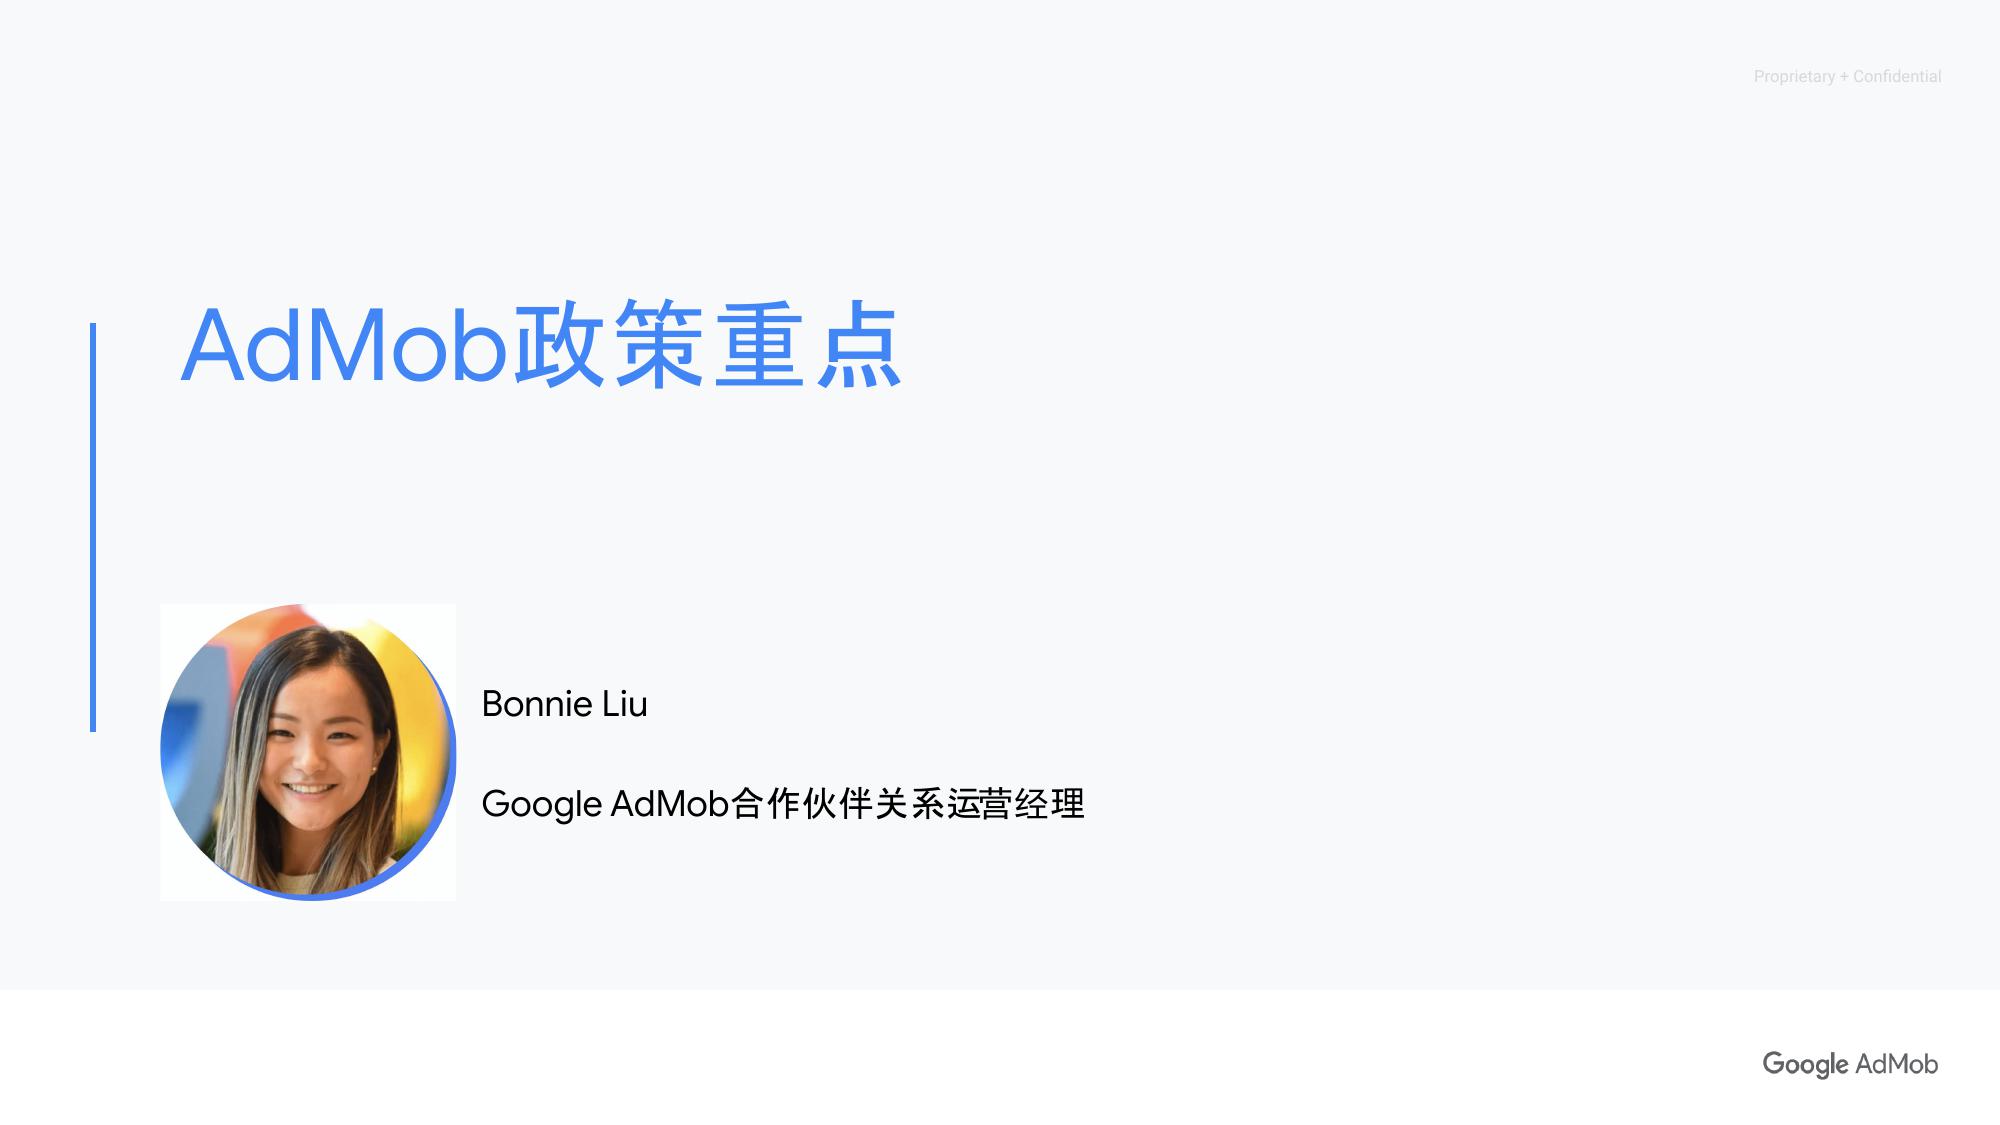 Proprietary + Confidential
AdMob政策重点
Bonnie Liu
Google AdMob合作伙伴关系运营经理
Google AdMob